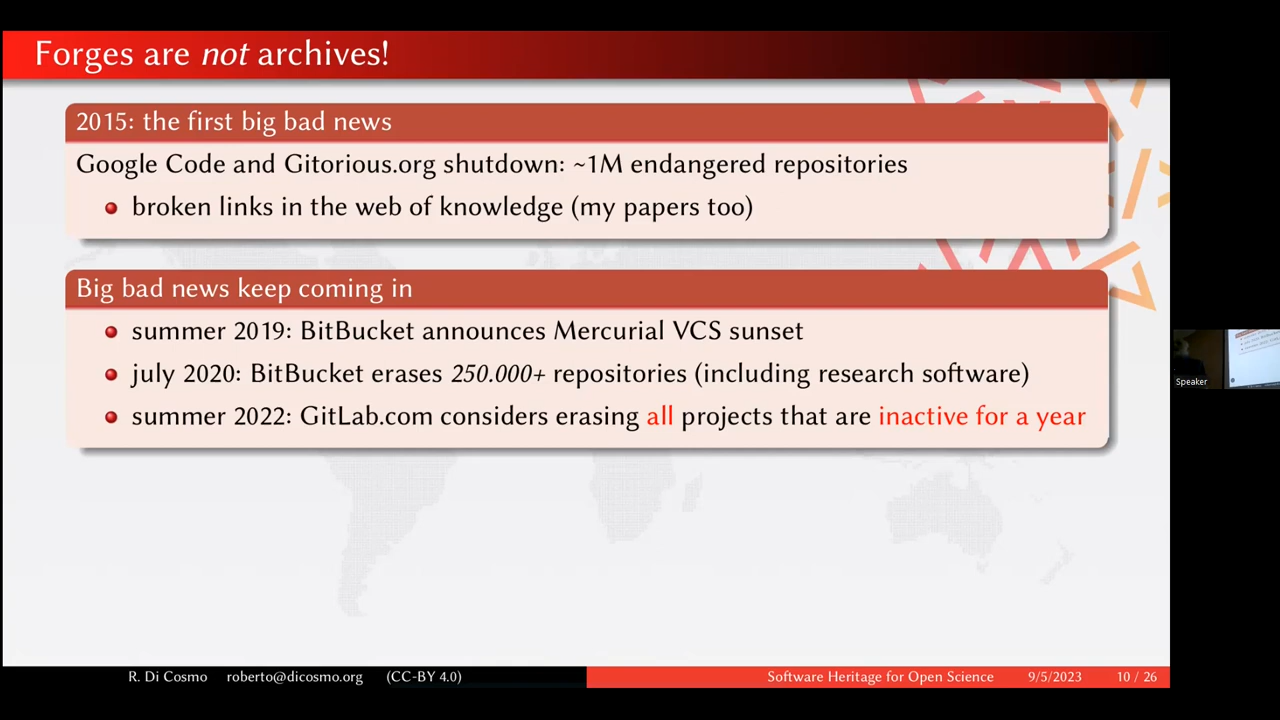 Forges are not archives!
2015: the first big bad news
Google Code and Gitorious.org shutdown: ~1M endangered repositories
broken links in the web of knowledge (my papers too)
Big bad news keep coming in
summer 2019: BitBucket announces Mercurial VCS sunset
july 2020: BitBucket erases 250.000+ repositories (including research software)
summer 2022: GitLab.com considers erasing all projects that are inactive for a year
Speaker
R. Di Cosmo roberto@dicosmo.org (CC-BY 4.0) Software Heritage for Open Science 9/5/2023 10 / 26